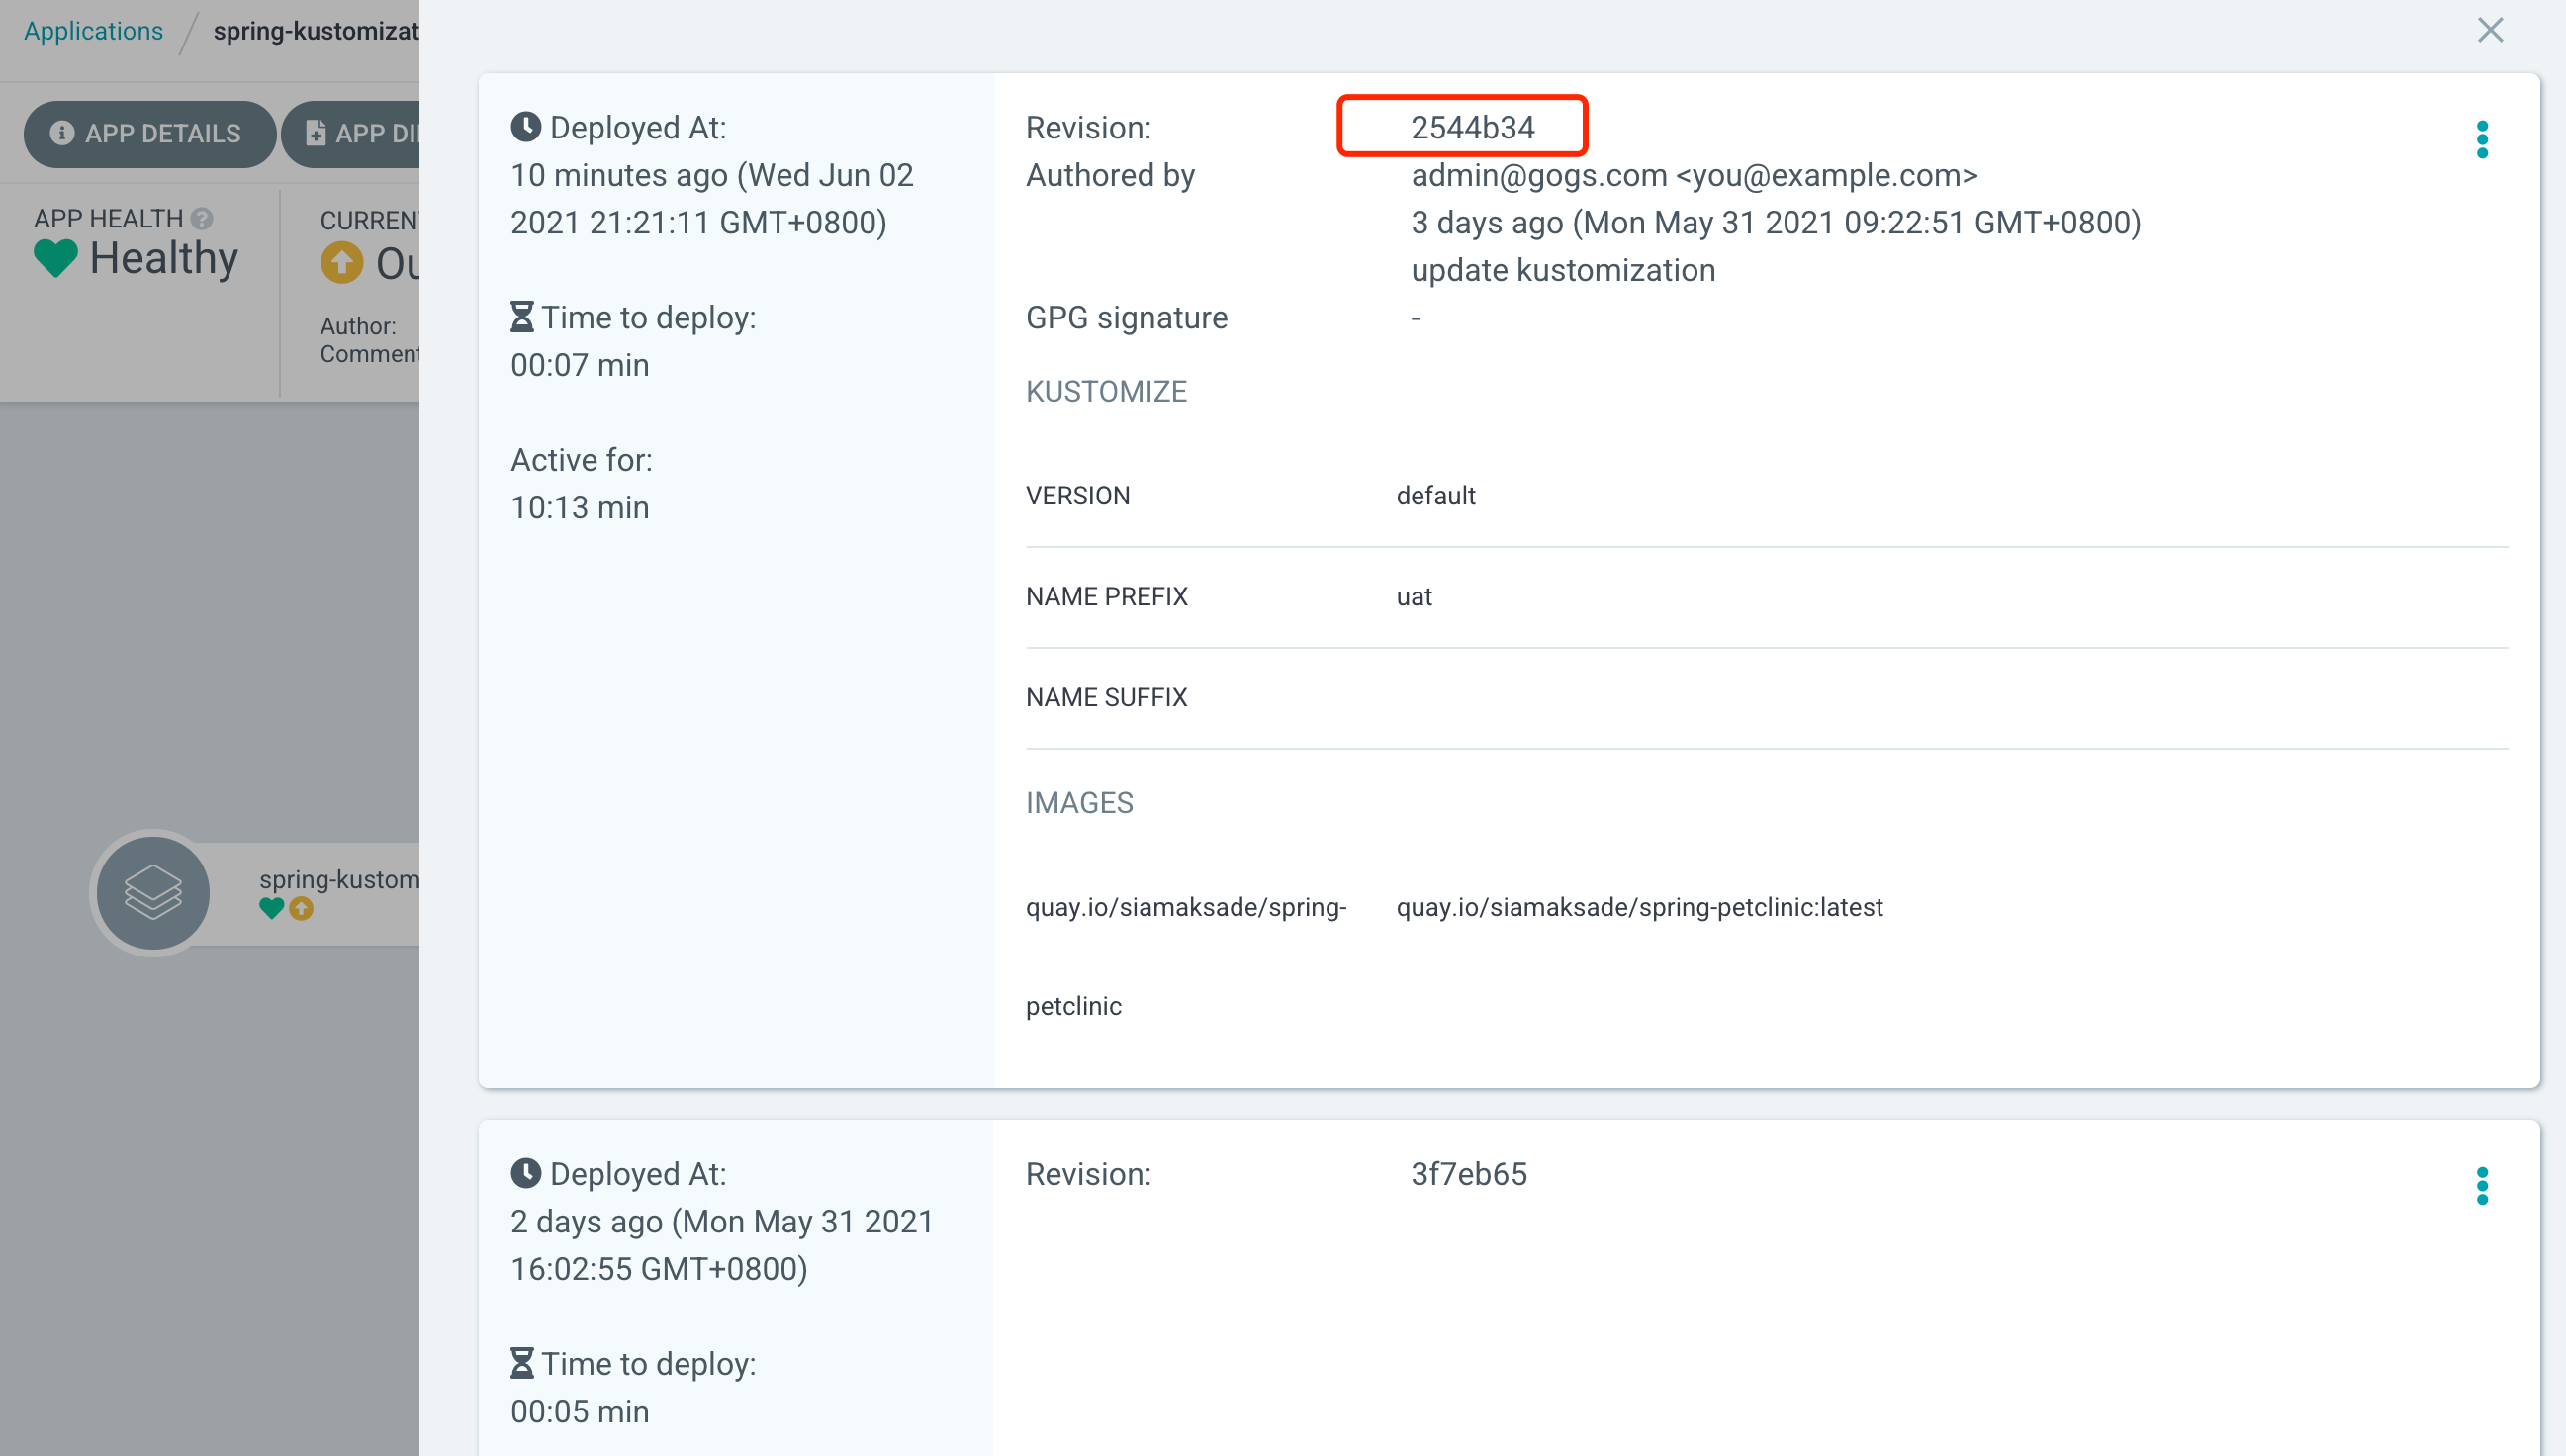 Applications / spring-kustomizat
APP DETAILS
APP DI
APP HEALTH
Healthy
CURREN
Ou
Author:
Comment
spring-kustom
Deployed At:
10 minutes ago (Wed Jun 02
2021 21:21:11 GMT+0800)
Time to deploy:
00:07 min
Active for:
10:13 min
Revision: 2544b34
Authored by admin@gogs.com <you@example.com>
3 days ago (Mon May 31 2021 09:22:51 GMT+0800)
update kustomization
GPG signature -
KUSTOMIZE
VERSION default
NAME PREFIX uat
NAME SUFFIX
IMAGES
quay.io/siamaksade/spring- quay.io/siamaksade/spring-petclinic:latest
petclinic
Deployed At:
2 days ago (Mon May 31 2021
16:02:55 GMT+0800)
Time to deploy:
00:05 min
Revision: 3f7eb65